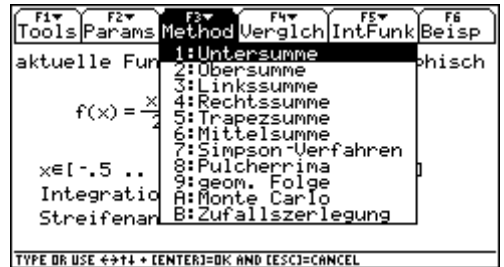 F1▼ F2▼ F3▼ F4▼ F5▼ F6
Tools Params Method Verglch IntFunk Beisp
aktuelle Fun phisch
1:Untersumme
2:Obersumme
3:Linkssumme
4:Rechtssumme
5:Trapezsumme
6:Mittelsumme
7:Simpson-Verfahren
8:Pulcherrima
9:geom. Folge
A:Monte Carlo
B:Zufallszerlegung
f(x)= x
2
x∈[-.5 .. ]
Integratio
Streifenan
TYPE OR USE ←→↑↓ + [ENTER]=OK AND [ESC]=CANCEL